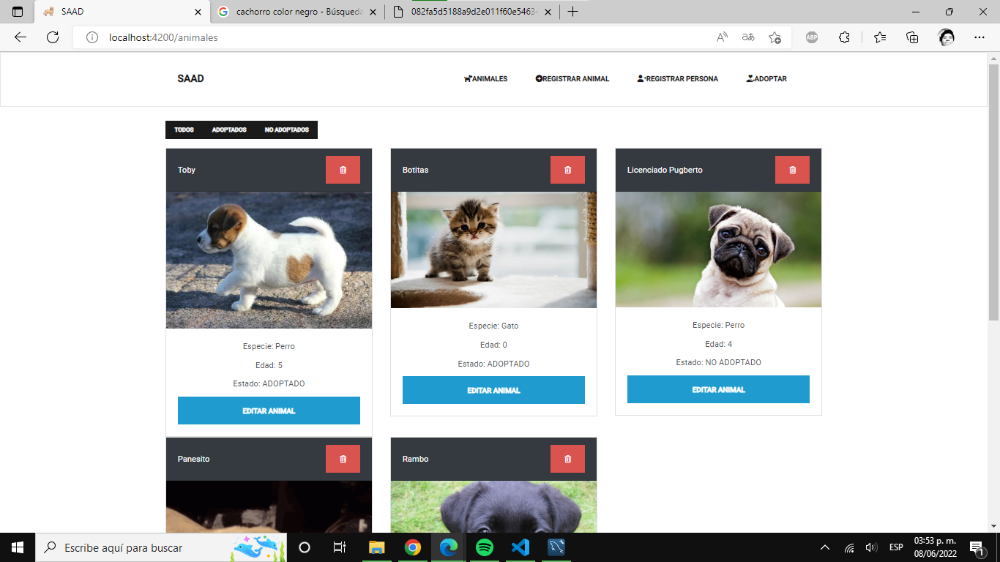 SAAD
cachorro color negro - Búsqueda
082fa5d5188a9d2e011f60e54634
localhost:4200/animales
ABP
SAAD
ANIMALES
REGISTRAR ANIMAL
REGISTRAR PERSONA
ADOPTAR
TODOS
ADOPTADOS
NO ADOPTADOS
Toby
Botitas
Licenciado Pugberto
Especie: Perro
Edad: 5
Estado: ADOPTADO
EDITAR ANIMAL
Especie: Gato
Edad: 0
Estado: ADOPTADO
EDITAR ANIMAL
Especie: Perro
Edad: 4
Estado: NO ADOPTADO
EDITAR ANIMAL
Panesito
Rambo
Escribe aquí para buscar
ESP
03:53 p. m.
08/06/2022
1